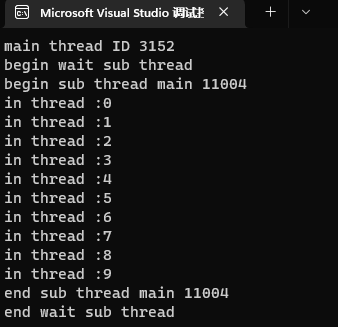 Microsoft Visual Studio 调试
main thread ID 3152
begin wait sub thread
begin sub thread main 11004
in thread :0
in thread :1
in thread :2
in thread :3
in thread :4
in thread :5
in thread :6
in thread :7
in thread :8
in thread :9
end sub thread main 11004
end wait sub thread